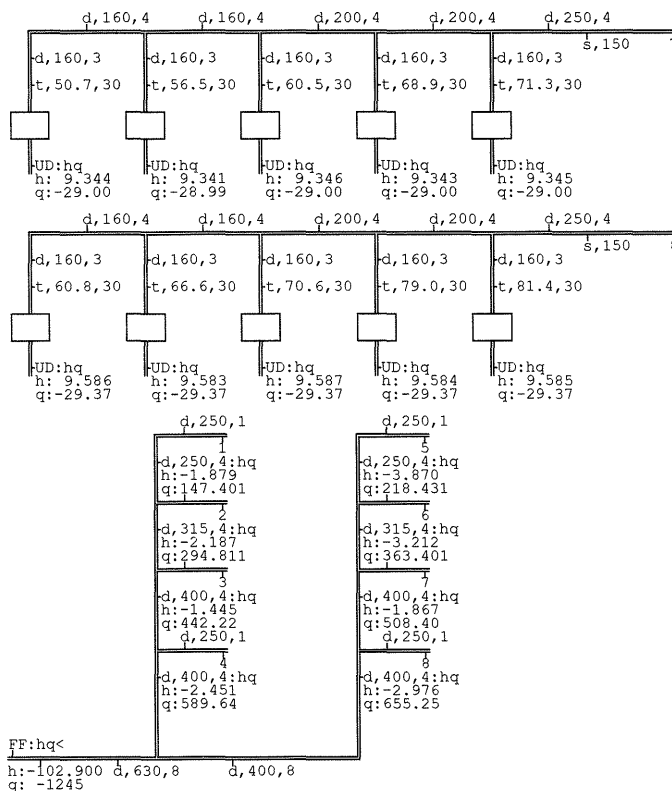 d,160,4 d,160,4 d,200,4 d,200,4 d,250,4
s,150
d,160,3 d,160,3 d,160,3 d,160,3 d,160,3
t,50.7,30 t,56.5,30 t,60.5,30 t,68.9,30 t,71.3,30
UD:hq UD:hq UD:hq UD:hq UD:hq
h: 9.344 h: 9.341 h: 9.346 h: 9.343 h: 9.345
q:-29.00 q:-28.99 q:-29.00 q:-29.00 q:-29.00
d,160,4 d,160,4 d,200,4 d,200,4 d,250,4
s,150
d,160,3 d,160,3 d,160,3 d,160,3 d,160,3
t,60.8,30 t,66.6,30 t,70.6,30 t,79.0,30 t,81.4,30
UD:hq UD:hq UD:hq UD:hq UD:hq
h: 9.586 h: 9.583 h: 9.587 h: 9.584 h: 9.585
q:-29.37 q:-29.37 q:-29.37 q:-29.37 q:-29.37
d,250,1 d,250,1
1 5
d,250,4:hq d,250,4:hq
h:-1.879 h:-3.870
q:147.401 q:218.431
2 6
d,315,4:hq d,315,4:hq
h:-2.187 h:-3.212
q:294.811 q:363.401
3 7
d,400,4:hq d,400,4:hq
h:-1.445 h:-1.867
q:442.22 q:508.40
d,250,1 d,250,1
4 8
d,400,4:hq d,400,4:hq
h:-2.451 h:-2.976
q:589.64 q:655.25
FF:hq<
h:-102.900 d,630,8 d,400,8
q: -1245